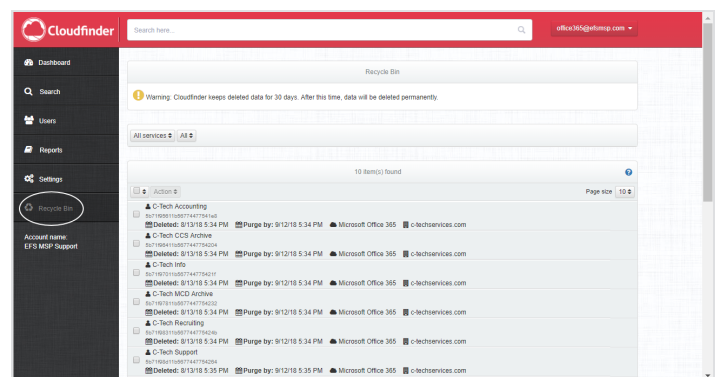 Cloudfinder
Search here...
office365@efsmsp.com
Dashboard
Search
Users
Reports
Settings
Recycle Bin
Account name:
EFS MSP Support
Recycle Bin
Warning: Cloudfinder keeps deleted data for 30 days. After this time, data will be deleted permanently.
All services All
10 item(s) found
Action Page size 10
C-Tech Accounting
Deleted: 8/13/18 5:34 PM Purge by: 9/12/18 5:34 PM Microsoft Office 365 c-techservices.com
C-Tech CCS Archive
Deleted: 8/13/18 5:34 PM Purge by: 9/12/18 5:34 PM Microsoft Office 365 c-techservices.com
C-Tech Info
Deleted: 8/13/18 5:34 PM Purge by: 9/12/18 5:34 PM Microsoft Office 365 c-techservices.com
C-Tech MCD Archive
Deleted: 8/13/18 5:34 PM Purge by: 9/12/18 5:34 PM Microsoft Office 365 c-techservices.com
C-Tech Recruiting
Deleted: 8/13/18 5:34 PM Purge by: 9/12/18 5:34 PM Microsoft Office 365 c-techservices.com
C-Tech Support
Deleted: 8/13/18 5:35 PM Purge by: 9/12/18 5:35 PM Microsoft Office 365 c-techservices.com